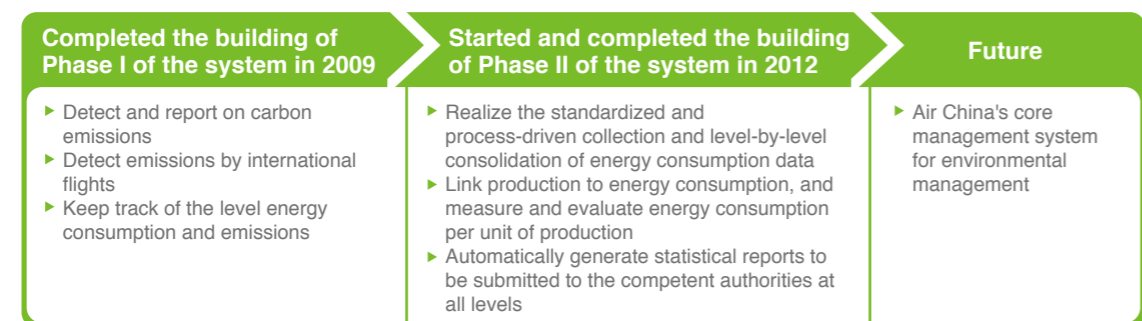 Completed the building of
Phase I of the system in 2009
Detect and report on carbon
emissions
Detect emissions by international
flights
Keep track of the level energy
consumption and emissions
Started and completed the building
of Phase II of the system in 2012
Realize the standardized and
process-driven collection and level-by-level
consolidation of energy consumption data
Link production to energy consumption, and
measure and evaluate energy consumption
per unit of production
Automatically generate statistical reports to
be submitted to the competent authorities at
all levels
Future
Air China's core
management system
for environmental
management